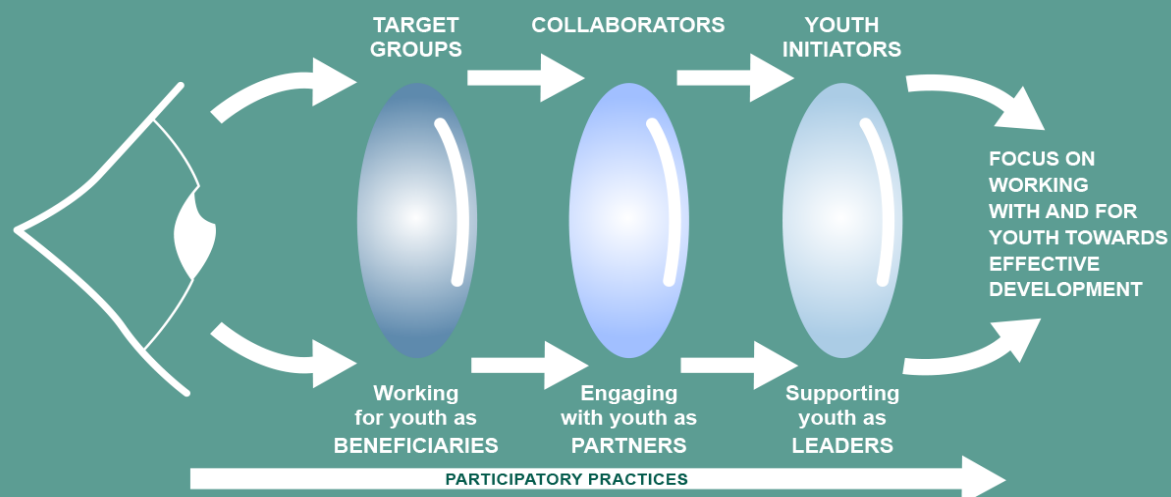 TARGET
GROUPS
COLLABORATORS
YOUTH
INITIATORS
FOCUS ON
WORKING
WITH AND FOR
YOUTH TOWARDS
EFFECTIVE
DEVELOPMENT
Working
for youth as
BENEFICIARIES
Engaging
with youth as
PARTNERS
Supporting
youth as
LEADERS
PARTICIPATORY PRACTICES